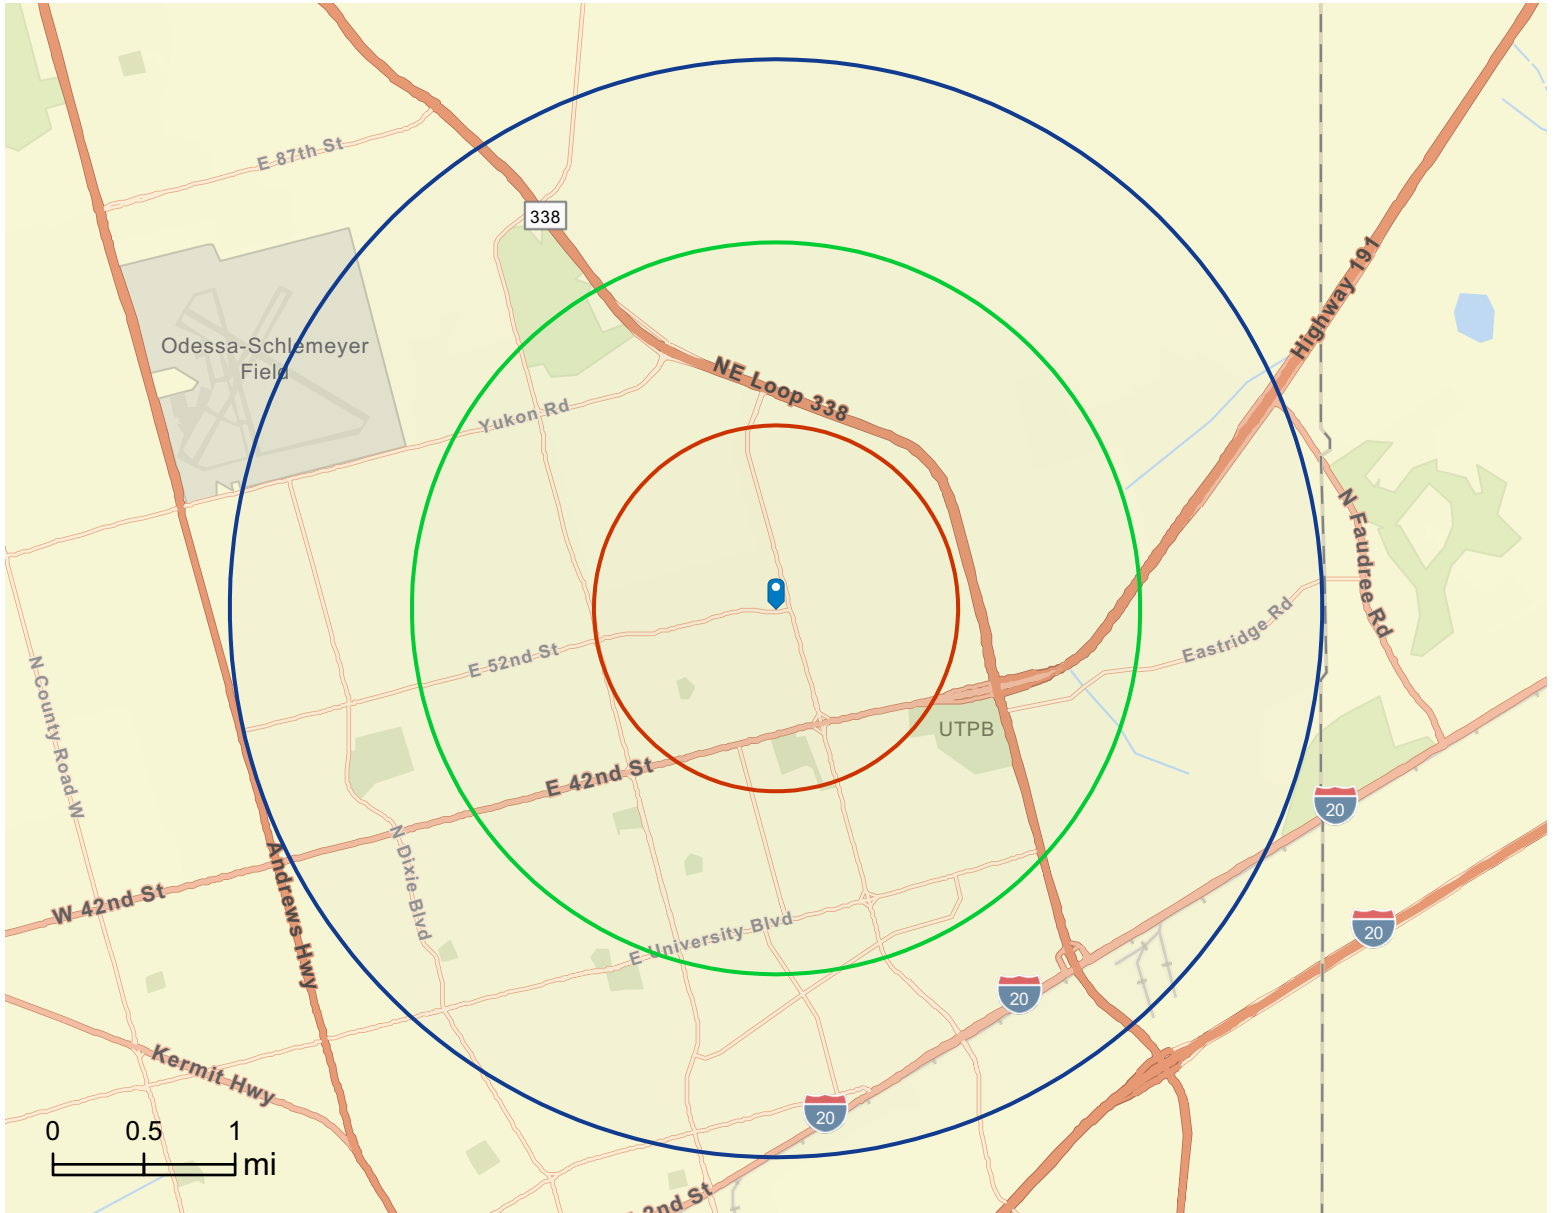 E 87th St
338
Highway 191
Odessa-Schlemeyer
Field
NE Loop 338
Yukon Rd
N Faudree Rd
Eastridge Rd
E 52nd St
N County Road W
UTPB
E 42nd St
20
N Dixie Blvd
Andrews Hwy
W 42nd St
20
E University Blvd
20
Kermit Hwy
20
0 0.5 1
mi
2nd St